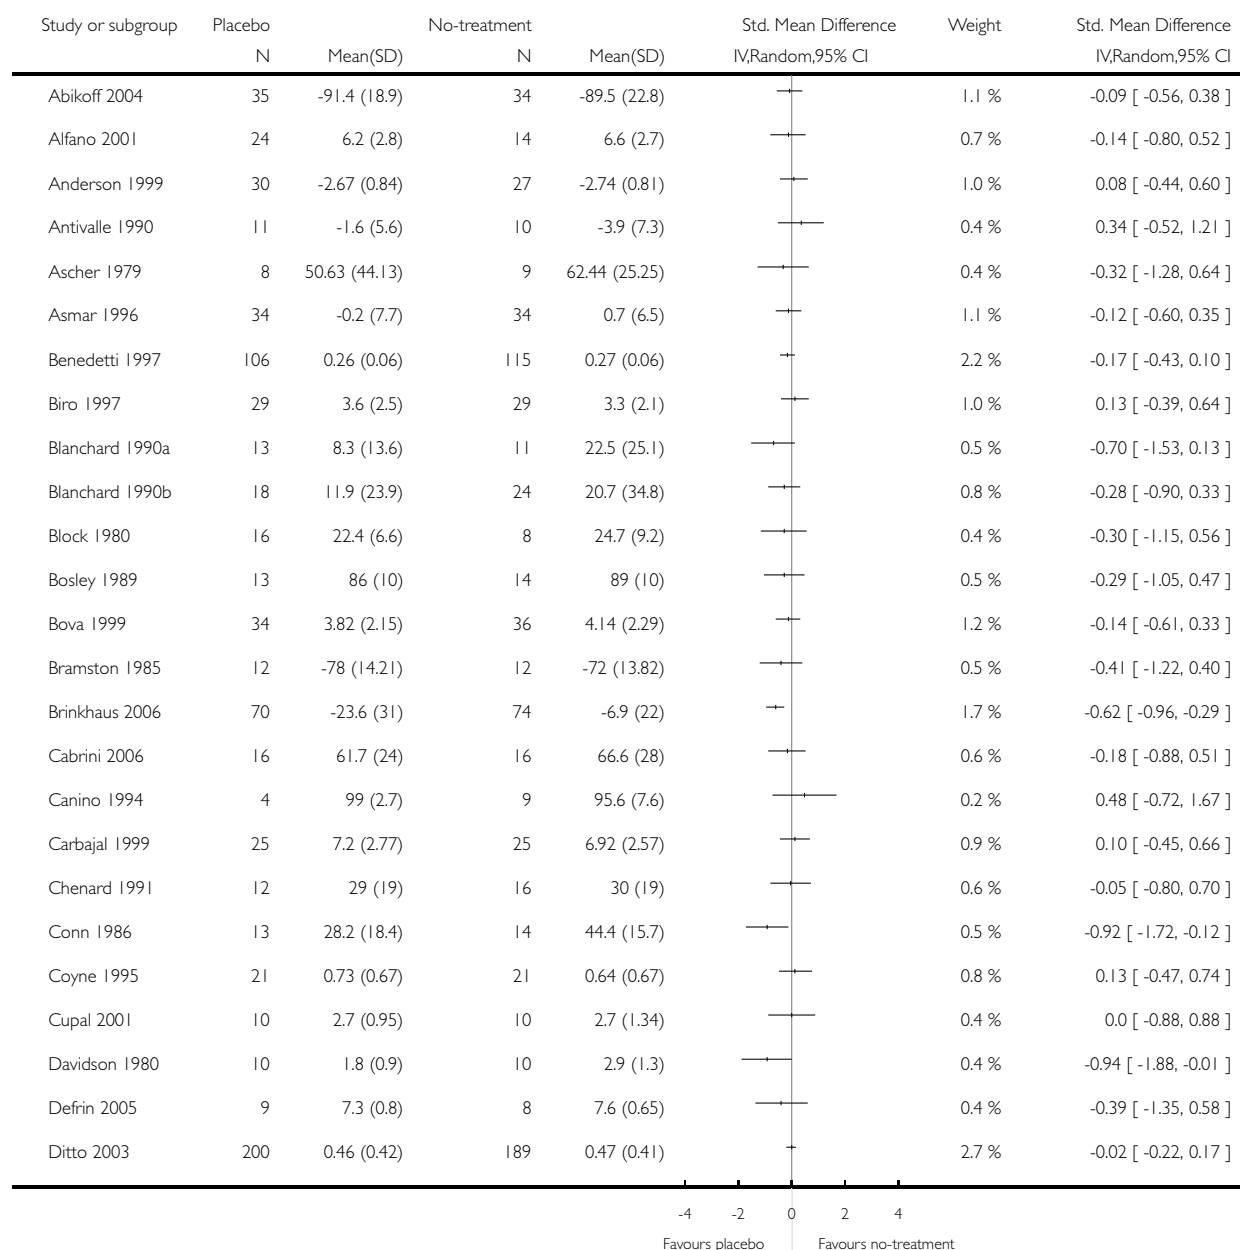 Study or subgroup Placebo No-treatment Std. Mean Difference Weight Std. Mean Difference
N Mean(SD) N Mean(SD) IV,Random,95% CI IV,Random,95% CI
Abikoff 2004 35 -91.4 (18.9) 34 -89.5 (22.8) 1.1 % -0.09 [ -0.56, 0.38 ]
Alfano 2001 24 6.2 (2.8) 14 6.6 (2.7) 0.7 % -0.14 [ -0.80, 0.52 ]
Anderson 1999 30 -2.67 (0.84) 27 -2.74 (0.81) 1.0 % 0.08 [ -0.44, 0.60 ]
Antivalle 1990 11 -1.6 (5.6) 10 -3.9 (7.3) 0.4 % 0.34 [ -0.52, 1.21 ]
Ascher 1979 8 50.63 (44.13) 9 62.44 (25.25) 0.4 % -0.32 [ -1.28, 0.64 ]
Asmar 1996 34 -0.2 (7.7) 34 0.7 (6.5) 1.1 % -0.12 [ -0.60, 0.35 ]
Benedetti 1997 106 0.26 (0.06) 115 0.27 (0.06) 2.2 % -0.17 [ -0.43, 0.10 ]
Biro 1997 29 3.6 (2.5) 29 3.3 (2.1) 1.0 % 0.13 [ -0.39, 0.64 ]
Blanchard 1990a 13 8.3 (13.6) 11 22.5 (25.1) 0.5 % -0.70 [ -1.53, 0.13 ]
Blanchard 1990b 18 11.9 (23.9) 24 20.7 (34.8) 0.8 % -0.28 [ -0.90, 0.33 ]
Block 1980 16 22.4 (6.6) 8 24.7 (9.2) 0.4 % -0.30 [ -1.15, 0.56 ]
Bosley 1989 13 86 (10) 14 89 (10) 0.5 % -0.29 [ -1.05, 0.47 ]
Bova 1999 34 3.82 (2.15) 36 4.14 (2.29) 1.2 % -0.14 [ -0.61, 0.33 ]
Bramston 1985 12 -78 (14.21) 12 -72 (13.82) 0.5 % -0.41 [ -1.22, 0.40 ]
Brinkhaus 2006 70 -23.6 (31) 74 -6.9 (22) 1.7 % -0.62 [ -0.96, -0.29 ]
Cabrini 2006 16 61.7 (24) 16 66.6 (28) 0.6 % -0.18 [ -0.88, 0.51 ]
Canino 1994 4 99 (2.7) 9 95.6 (7.6) 0.2 % 0.48 [ -0.72, 1.67 ]
Carbajal 1999 25 7.2 (2.77) 25 6.92 (2.57) 0.9 % 0.10 [ -0.45, 0.66 ]
Chenard 1991 12 29 (19) 16 30 (19) 0.6 % -0.05 [ -0.80, 0.70 ]
Conn 1986 13 28.2 (18.4) 14 44.4 (15.7) 0.5 % -0.92 [ -1.72, -0.12 ]
Coyne 1995 21 0.73 (0.67) 21 0.64 (0.67) 0.8 % 0.13 [ -0.47, 0.74 ]
Cupal 2001 10 2.7 (0.95) 10 2.7 (1.34) 0.4 % 0.0 [ -0.88, 0.88 ]
Davidson 1980 10 1.8 (0.9) 10 2.9 (1.3) 0.4 % -0.94 [ -1.88, -0.01 ]
Defrin 2005 9 7.3 (0.8) 8 7.6 (0.65) 0.4 % -0.39 [ -1.35, 0.58 ]
Ditto 2003 200 0.46 (0.42) 189 0.47 (0.41) 2.7 % -0.02 [ -0.22, 0.17 ]
-4 -2 0 2 4
Favours placebo Favours no-treatment